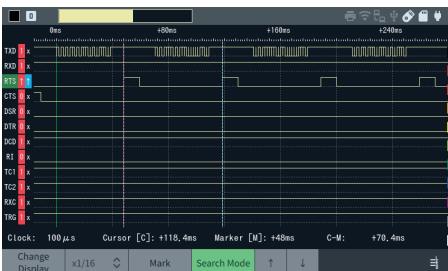 D
0ms +80ms +160ms +240ms
TXD 1 x
RXD 1 x
RTS ↑ ↑
CTS 0 x
DSR 0 x
DTR 0 x
DCD 1 x
RI 0 x
TC1 1 x
TC2 1 x
RXC 1 x
TRG 1 x
Clock: 100μs Cursor [C]: +118.4ms Marker [M]: +48ms C-M: +70.4ms
Change Display x1/16 Mark Search Mode ↑ ↓